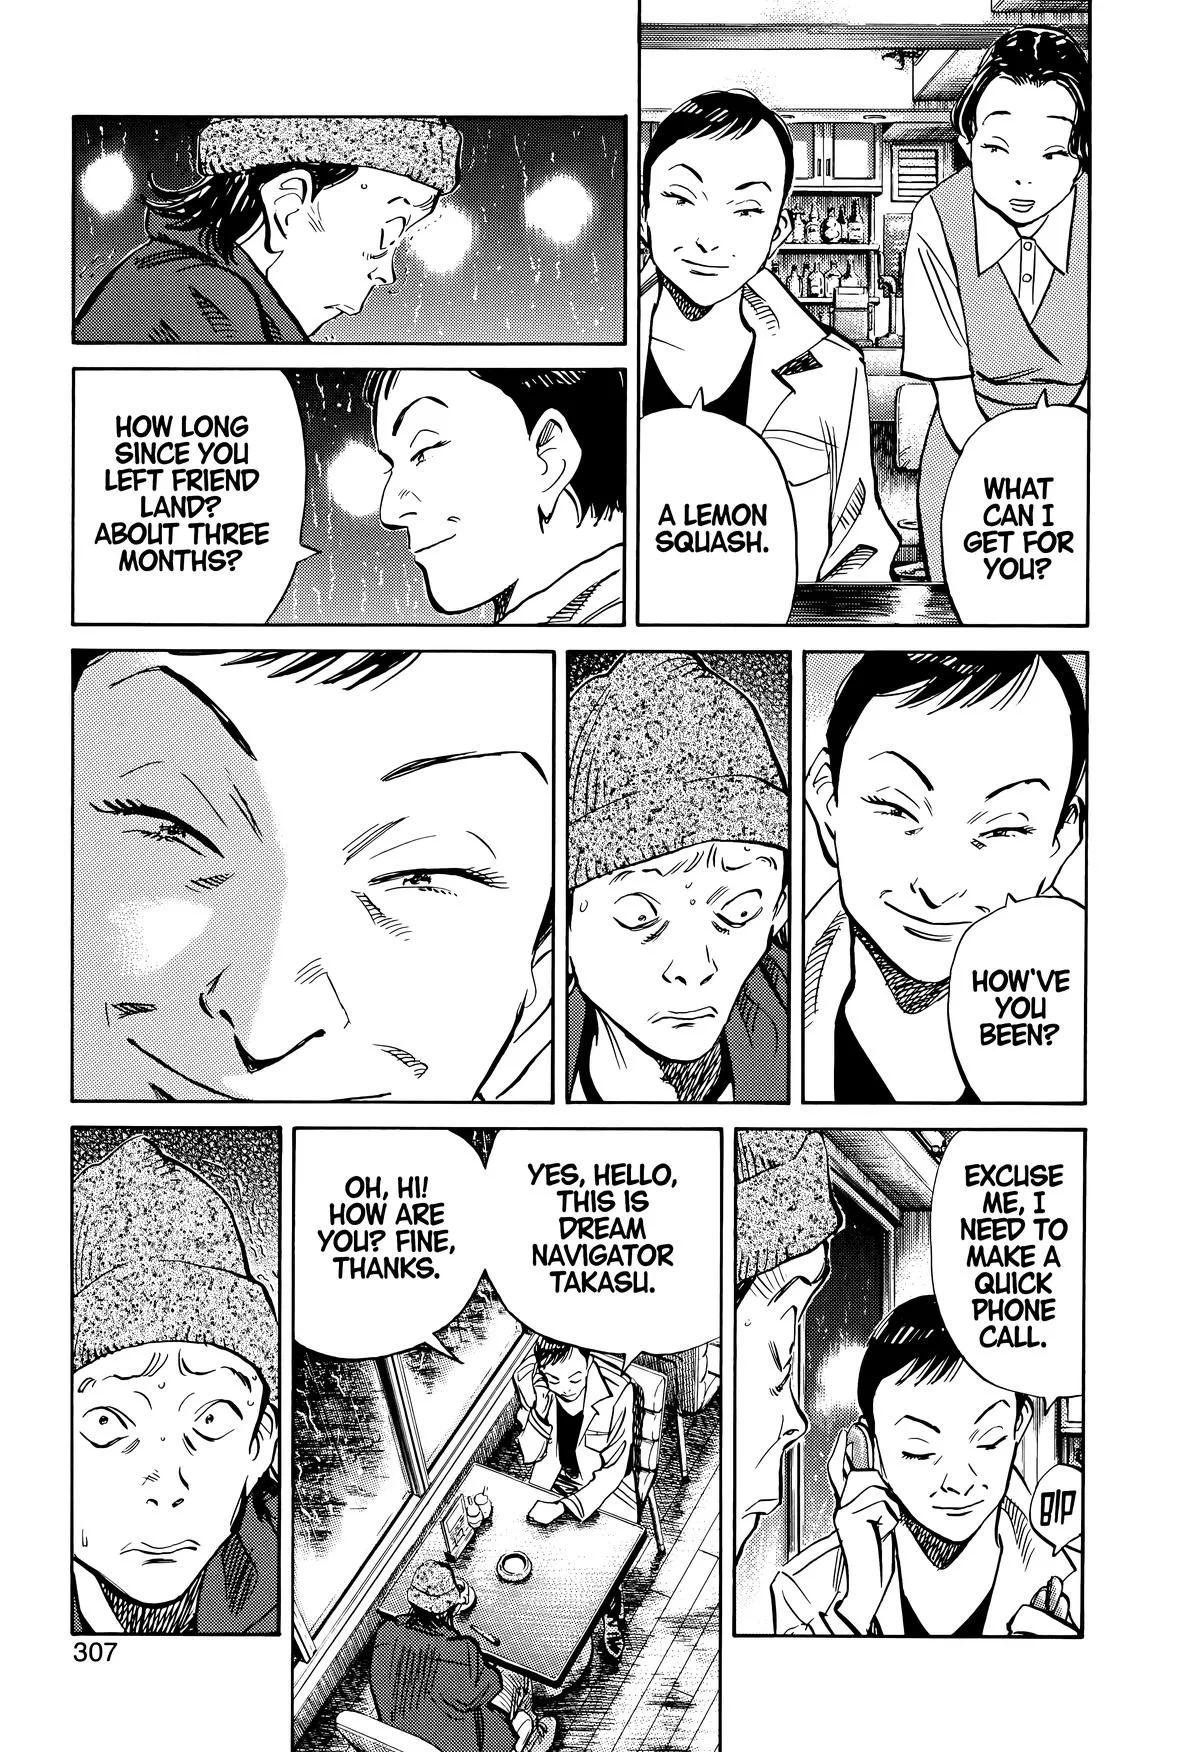 WHAT
CAN I
GET FOR
YOU?
A LEMON
SQUASH.
HOW LONG
SINCE YOU
LEFT FRIEND
LAND?
ABOUT THREE
MONTHS?
HOW'VE
YOU
BEEN?
EXCUSE
ME, I
NEED TO
MAKE A
QUICK
PHONE
CALL.
BIP
YES, HELLO,
THIS IS
DREAM
NAVIGATOR
TAKASU.
OH, HI!
HOW ARE
YOU? FINE,
THANKS.
307